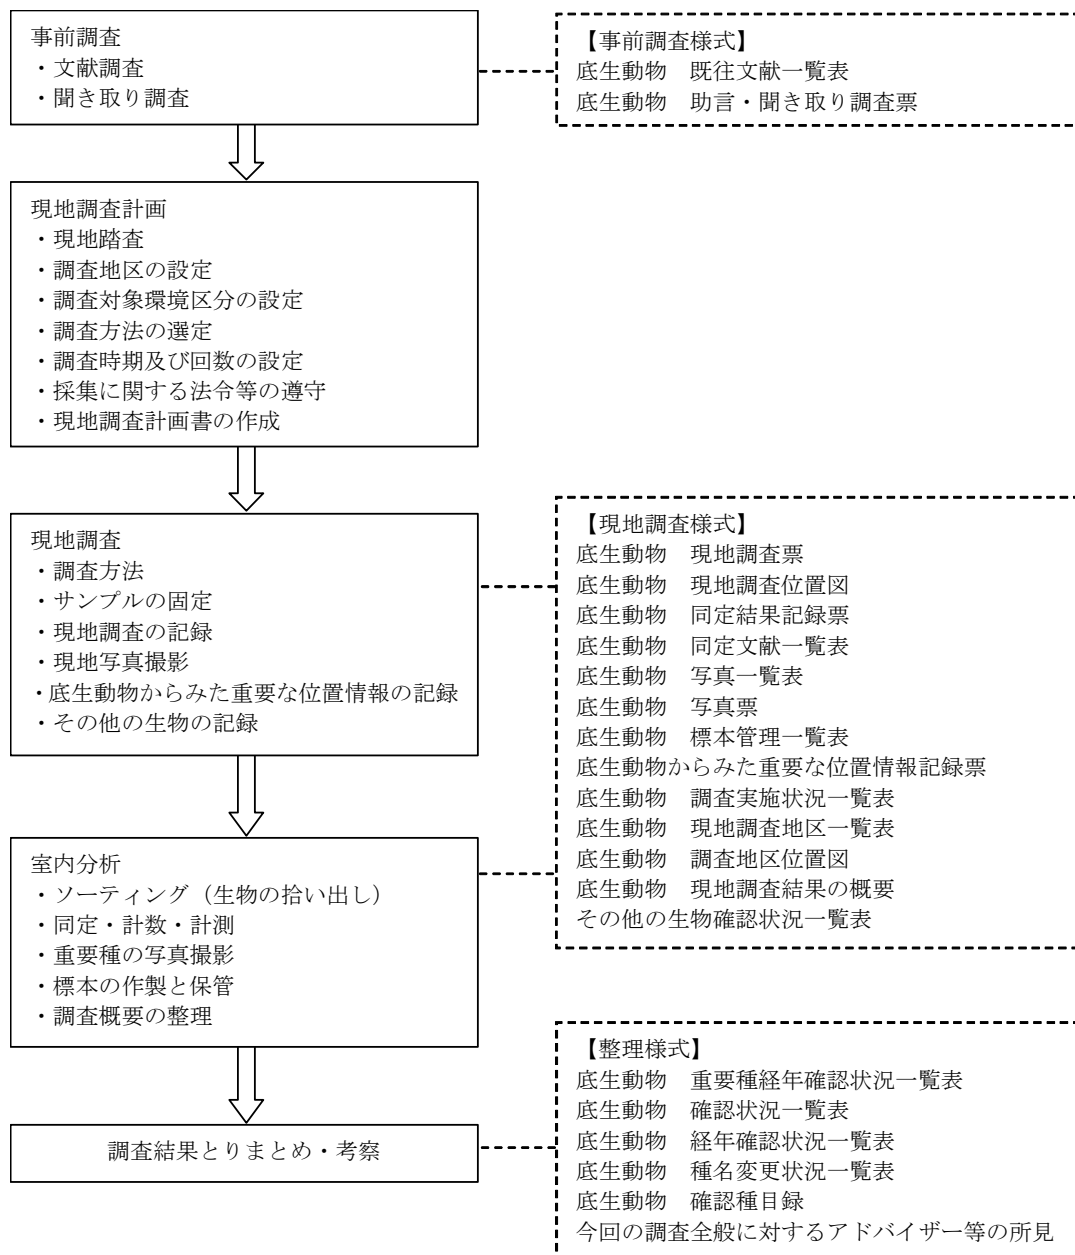 事前調査
・文献調査
・聞き取り調査
【事前調査様式】
底生動物　既往文献一覧表
底生動物　助言・聞き取り調査票
現地調査計画
・現地踏査
・調査地区の設定
・調査対象環境区分の設定
・調査方法の選定
・調査時期及び回数の設定
・採集に関する法令等の遵守
・現地調査計画書の作成
現地調査
・調査方法
・サンプルの固定
・現地調査の記録
・現地写真撮影
・底生動物からみた重要な位置情報の記録
・その他の生物の記録
【現地調査様式】
底生動物　現地調査票
底生動物　現地調査位置図
底生動物　同定結果記録票
底生動物　同定文献一覧表
底生動物　写真一覧表
底生動物　写真票
底生動物　標本管理一覧表
底生動物からみた重要な位置情報記録票
底生動物　調査実施状況一覧表
底生動物　現地調査地区一覧表
底生動物　調査地区位置図
底生動物　現地調査結果の概要
その他の生物確認状況一覧表
室内分析
・ソーティング（生物の拾い出し）
・同定・計数・計測
・重要種の写真撮影
・標本の作製と保管
・調査概要の整理
調査結果とりまとめ・考察
【整理様式】
底生動物　重要種経年確認状況一覧表
底生動物　確認状況一覧表
底生動物　経年確認状況一覧表
底生動物　種名変更状況一覧表
底生動物　確認種目録
今回の調査全般に対するアドバイザー等の所見